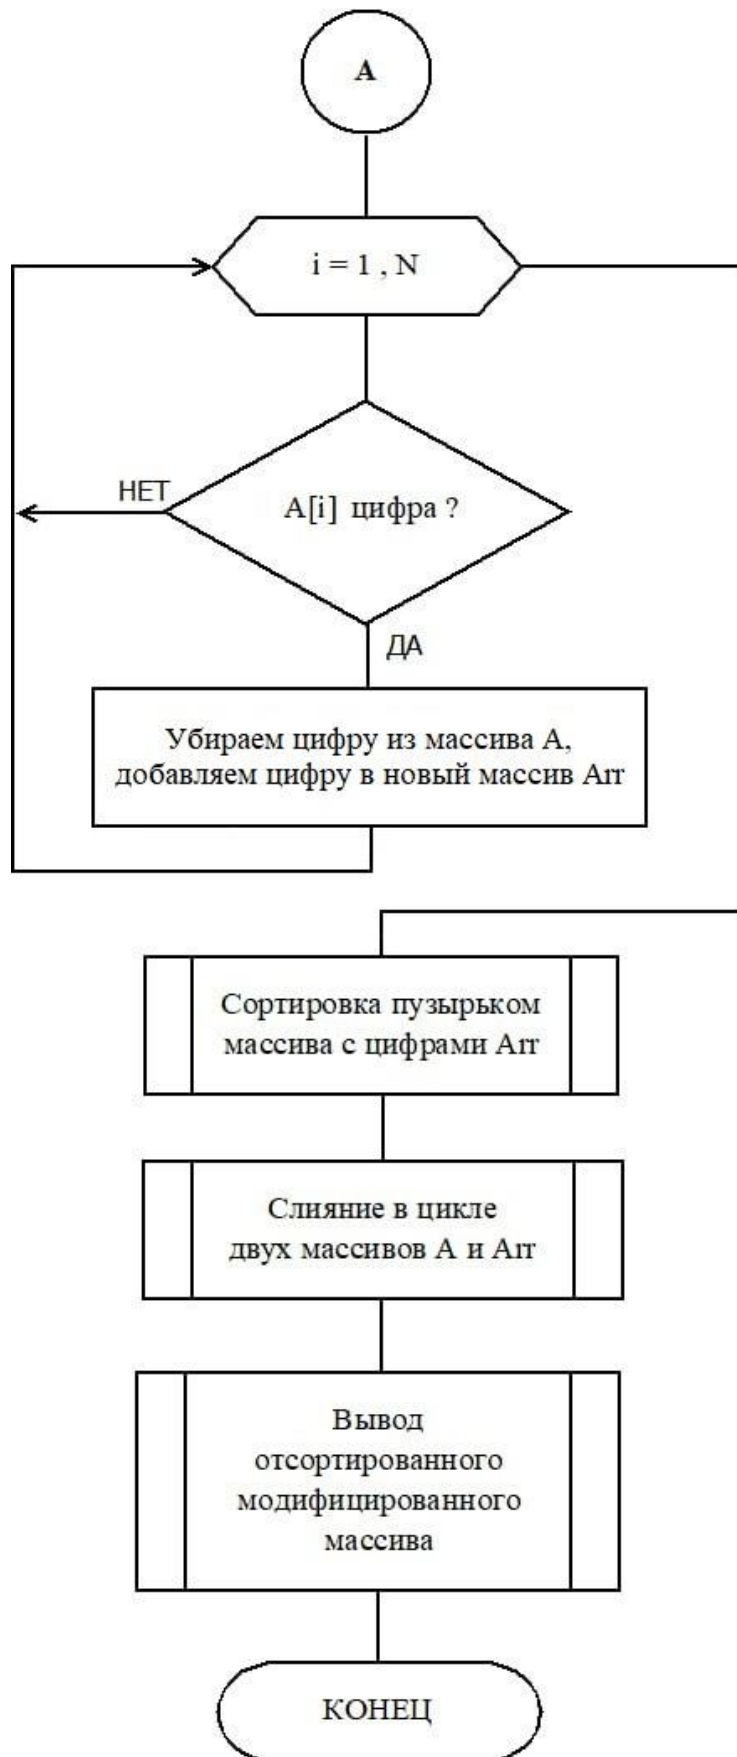 А
i = 1 , N
НЕТ
A[i] цифра ?
ДА
Убираем цифру из массива А,
добавляем цифру в новый массив Arr
Сортировка пузырьком
массива с цифрами Arr
Слияние в цикле
двух массивов А и Arr
Вывод
отсортированного
модифицированного
массива
КОНЕЦ